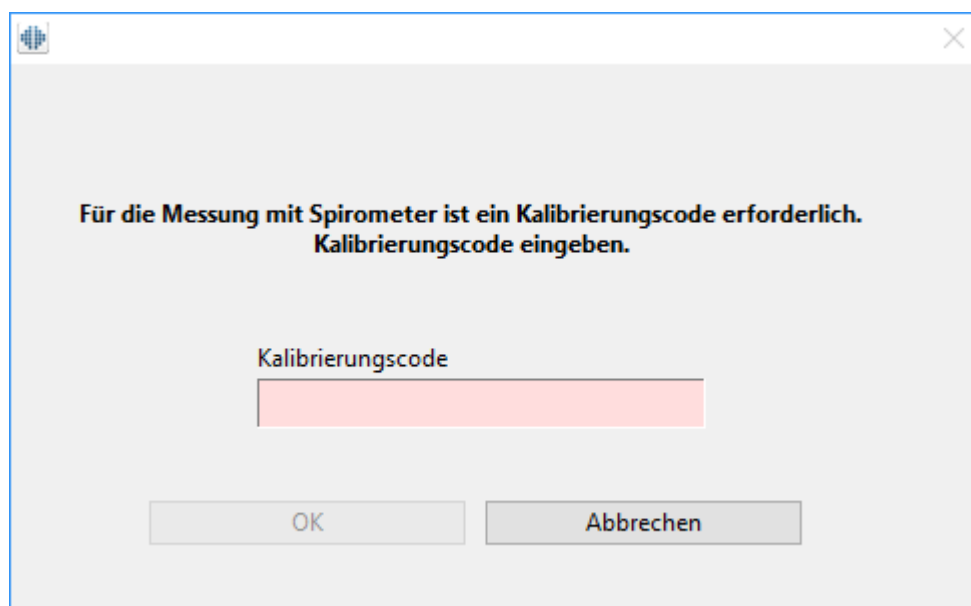 Für die Messung mit Spirometer ist ein Kalibrierungscode erforderlich.
Kalibrierungscode eingeben.
Kalibrierungscode
OK
Abbrechen